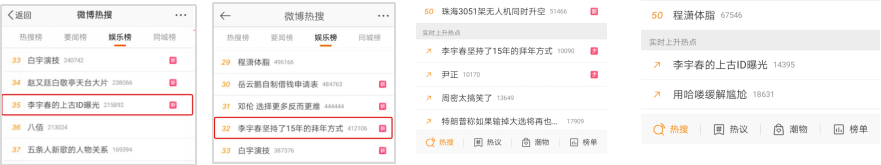 返回 微博热搜
热搜榜 要闻榜 娱乐榜 同城榜
33 白宇演技 240742
34 赵又廷白敬亭天台大片 238066
35 李宇春的上古ID曝光 215892
36 八佰 213024
37 五条人新歌的人物关系 169394
微博热搜
热搜榜 要闻榜 娱乐榜 同城榜
29 程潇体脂 496166
30 岳云鹏自制借钱申请表 484763
31 邓伦 选择更多反而更难 444444
32 李宇春坚持了15年的拜年方式 412106
33 白宇演技 387376
50 珠海3051架无人机同时升空 51466
实时上升热点
李宇春坚持了15年的拜年方式 10090
尹正 10170
周密太搞笑了 13649
特朗普称如果输掉大选将再也... 17909
热搜 热议 潮物 榜单
50 程潇体脂 67546
实时上升热点
李宇春的上古ID曝光 14395
用哈喽缓解尴尬 18631
热搜 热议 潮物 榜单